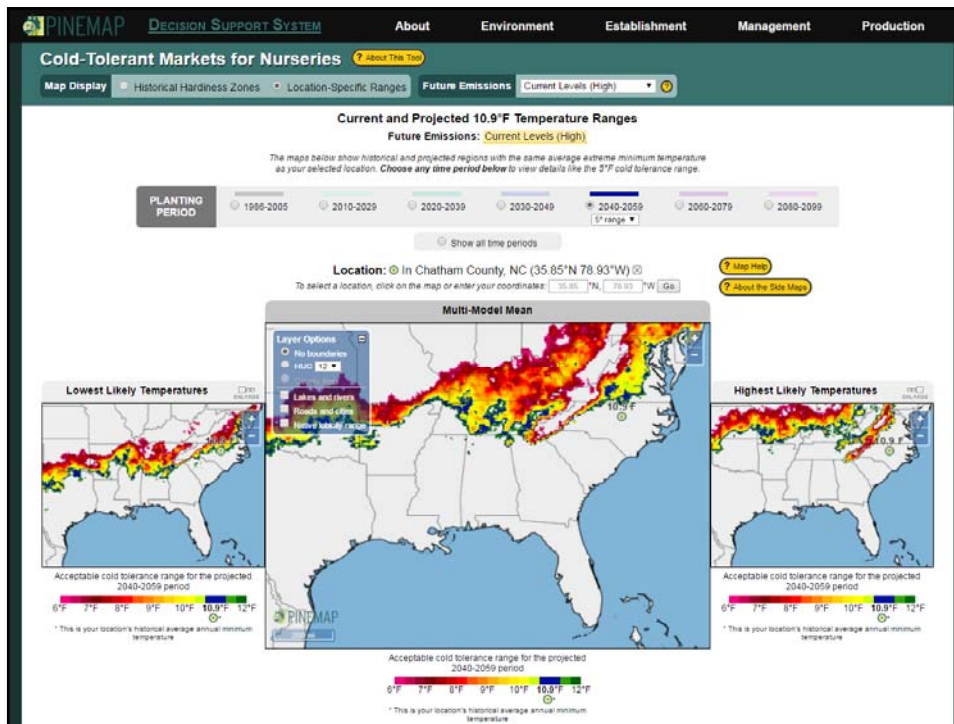 PINEMAP DECISION SUPPORT SYSTEM About Environment Establishment Management Production
Cold-Tolerant Markets for Nurseries ? About This Tool
Map Display Historical Hardiness Zones Location-Specific Ranges Future Emissions Current Levels (High) ?
Current and Projected 10.9°F Temperature Ranges
Future Emissions: Current Levels (High)
The maps below show historical and projected regions with the same average extreme minimum temperature
as your selected location. Choose any time period below to view details like the 5°F cold tolerance range.
PLANTING PERIOD
1986-2005 2010-2029 2020-2039 2030-2049 2040-2059 2060-2079 2080-2099
5° range
Show all time periods
Location: In Chatham County, NC (35.85°N 78.93°W)
? Map Help
To select a location, click on the map or enter your coordinates: 35.85 °N, 78.93 °W Go
? About the Side Maps
Multi-Model Mean
Layer Options
No boundaries
HUC 12
Lakes and rivers
Roads and cities
Native loblolly range
10.9 F
PINEMAP
200 mi
Acceptable cold tolerance range for the projected
2040-2059 period
6°F 7°F 8°F 9°F 10°F 10.9°F 12°F
* This is your location's historical average annual minimum
temperature
Lowest Likely Temperatures
ENLARGE
Acceptable cold tolerance range for the projected
2040-2059 period
6°F 7°F 8°F 9°F 10°F 10.9°F 12°F
* This is your location's historical average annual minimum
temperature
Highest Likely Temperatures
ENLARGE
10.9 F
Acceptable cold tolerance range for the projected
2040-2059 period
6°F 7°F 8°F 9°F 10°F 10.9°F 12°F
* This is your location's historical average annual minimum
temperature